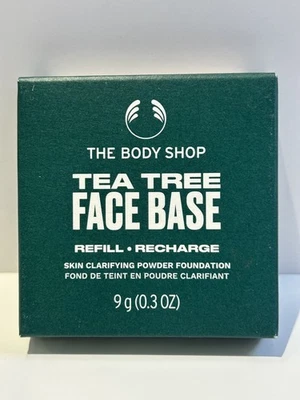 THE BODY SHOP
TEA TREE
FACE BASE
REFILL • RECHARGE
SKIN CLARIFYING POWDER FOUNDATION
FOND DE TEINT EN POUDRE CLARIFIANT
9 g (0.3 OZ)